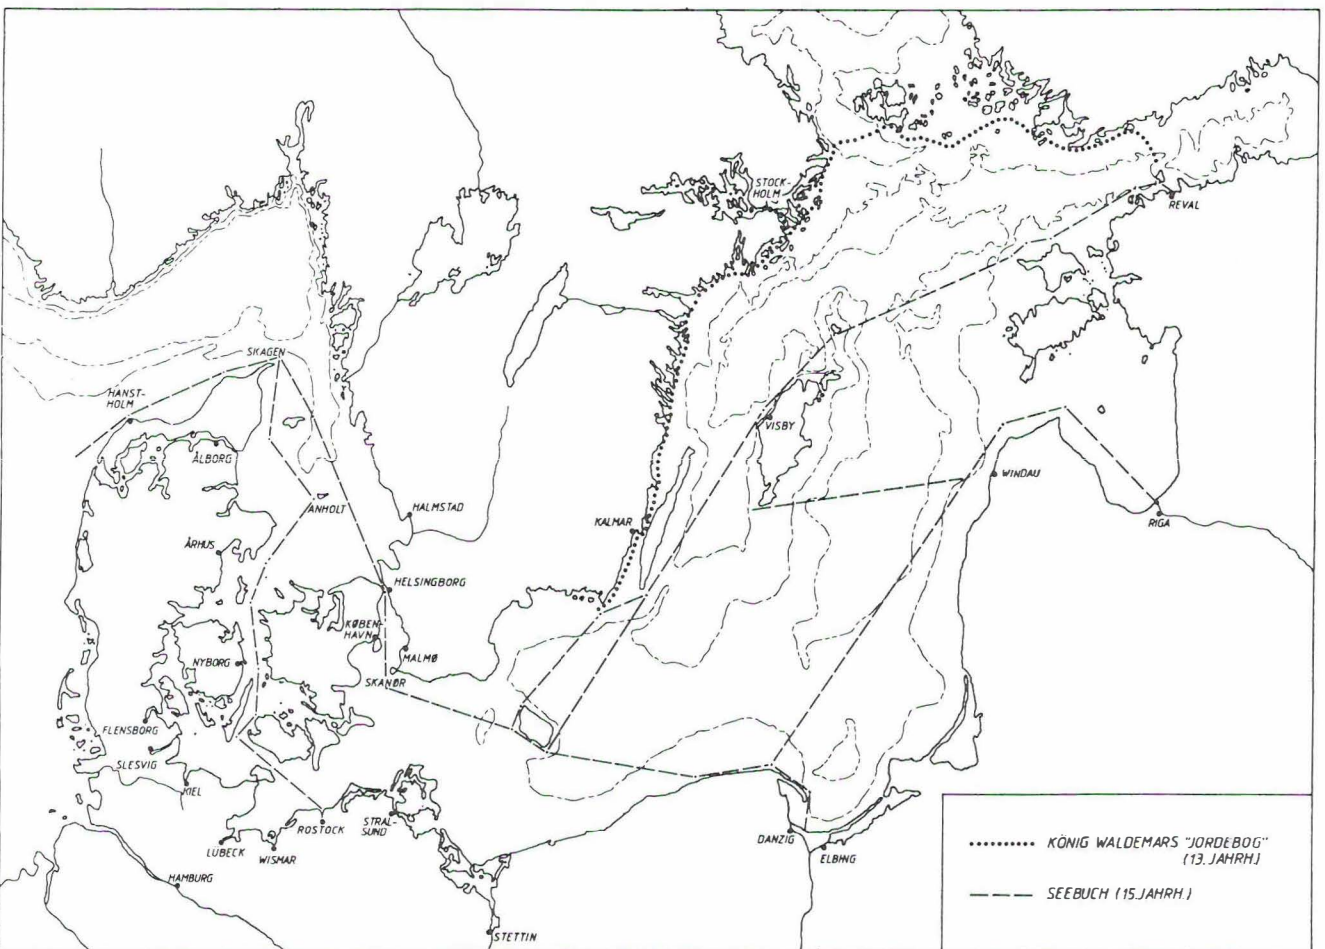 STOCK-
HOLM
REVAL
SKAGEN
HANST-
HOLM
ÅLBORG
VISBY
WINDAU
ANHOLT
HALMSTAD
KALMAR
RIGA
ÅRHUS
HELSINGBORG
KØBEN-
HAVN
MALMØ
NYBORG
SKANØR
FLENSBORG
SLESVIG
KIEL
ROSTOCK
STRAL-
SUND
LÜBECK
WISMAR
DANZIG
ELBING
HAMBURG
STETTIN
KÖNIG WALDEMARS "JORDEBOG"
(13. JAHRH.)
SEEBUCH (15. JAHRH.)